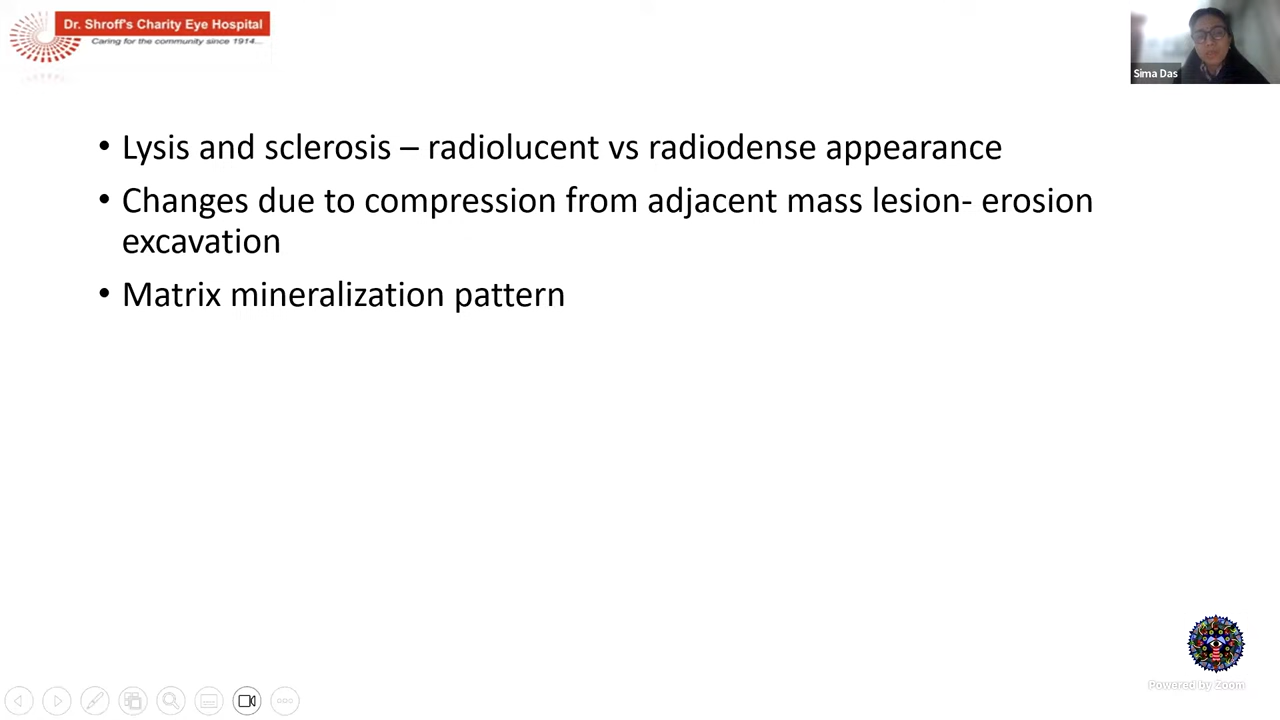 Dr. Shroff's Charity Eye Hospital
Caring for the community since 1914...
Sima Das
• Lysis and sclerosis – radiolucent vs radiodense appearance
• Changes due to compression from adjacent mass lesion- erosion
excavation
• Matrix mineralization pattern
Powered by Zoom